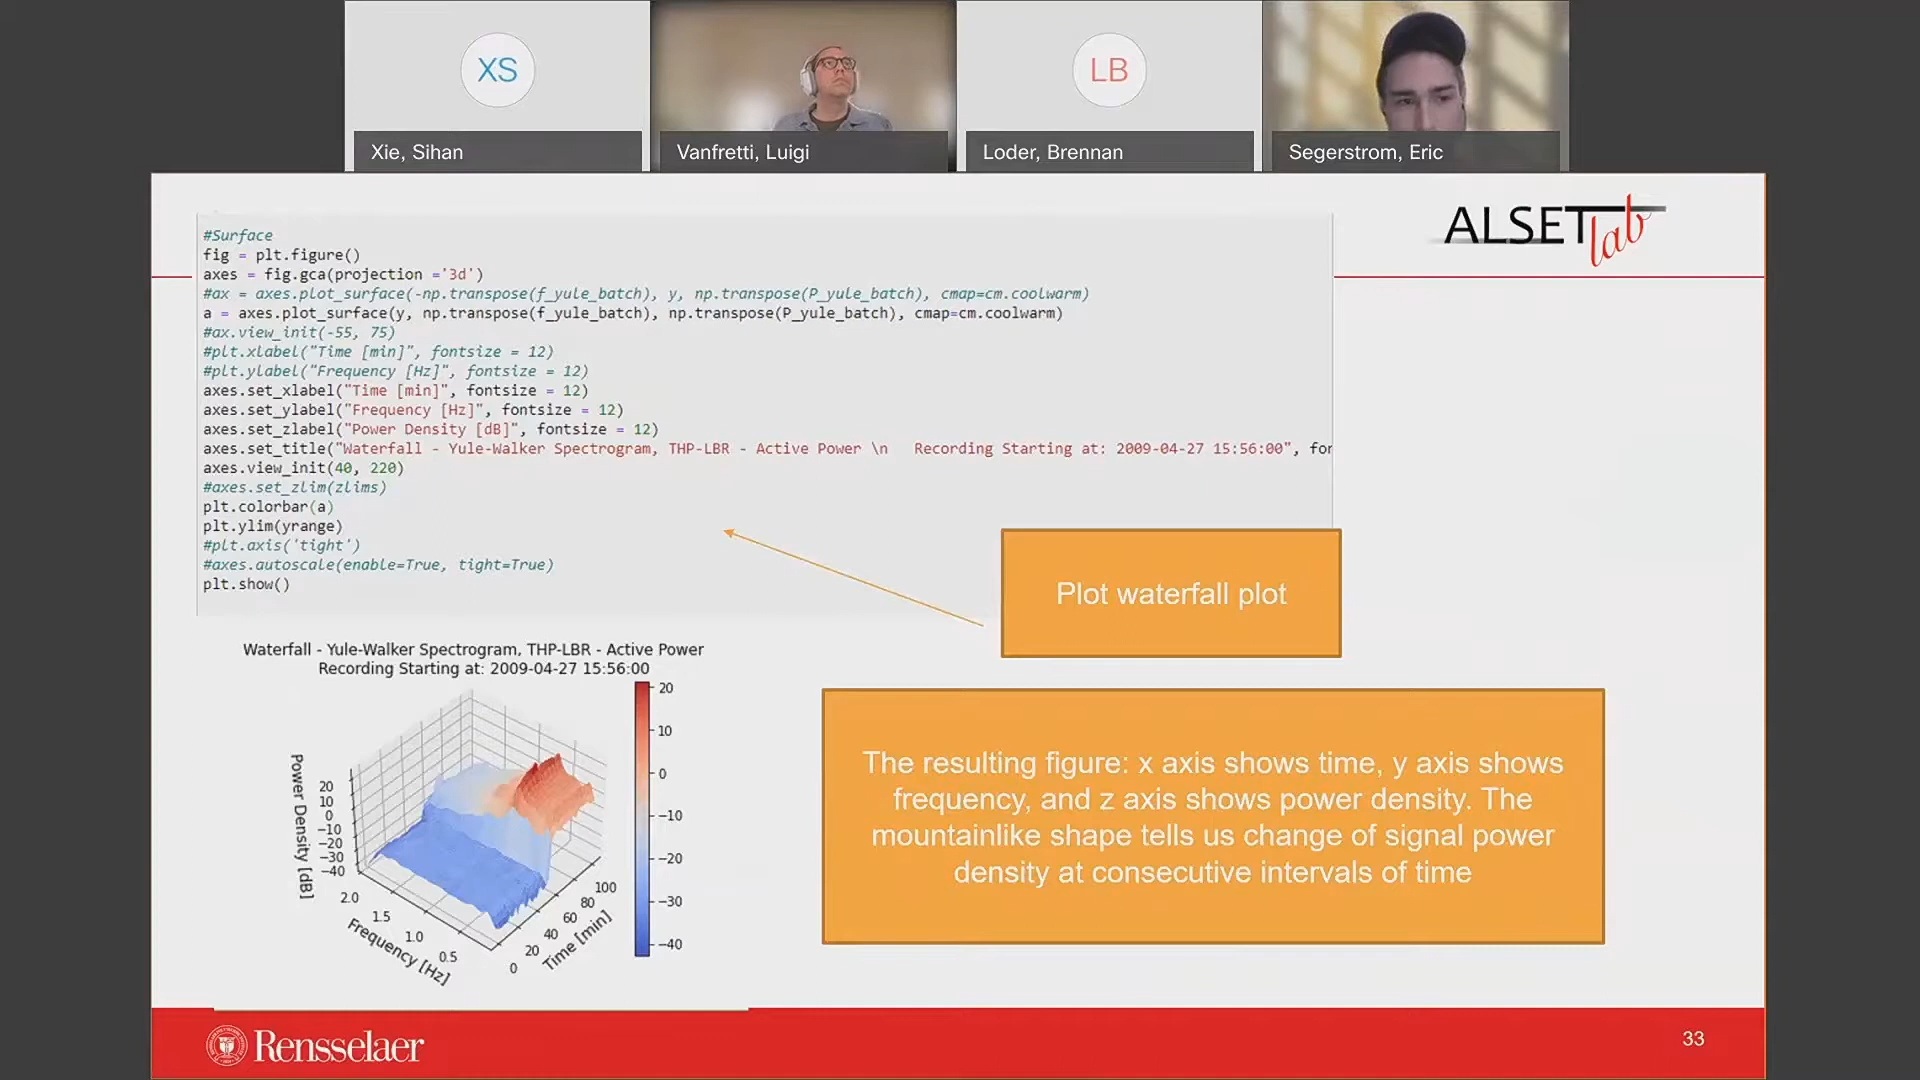 XS
LB
Xie, Sihan
Vanfretti, Luigi
Loder, Brennan
Segerstrom, Eric
ALSET lab
#Surface
fig = plt.figure()
axes = fig.gca(projection ='3d')
#ax = axes.plot_surface(-np.transpose(f_yule_batch), y, np.transpose(P_yule_batch), cmap=cm.coolwarm)
a = axes.plot_surface(y, np.transpose(f_yule_batch), np.transpose(P_yule_batch), cmap=cm.coolwarm)
#ax.view_init(-55, 75)
#plt.xlabel("Time [min]", fontsize = 12)
#plt.ylabel("Frequency [Hz]", fontsize = 12)
axes.set_xlabel("Time [min]", fontsize = 12)
axes.set_ylabel("Frequency [Hz]", fontsize = 12)
axes.set_zlabel("Power Density [dB]", fontsize = 12)
axes.set_title("Waterfall - Yule-Walker Spectrogram, THP-LBR - Active Power \n   Recording Starting at: 2009-04-27 15:56:00", for
axes.view_init(40, 220)
#axes.set_zlim(zlims)
plt.colorbar(a)
plt.ylim(yrange)
#plt.axis('tight')
#axes.autoscale(enable=True, tight=True)
plt.show()
Plot waterfall plot
Waterfall - Yule-Walker Spectrogram, THP-LBR - Active Power
Recording Starting at: 2009-04-27 15:56:00
Power Density [dB]
20
10
0
−10
−20
−30
−40
2.0
1.5
1.0
0.5
Frequency [Hz]
0
20
40
60
80
100
Time [min]
20
10
0
−10
−20
−30
−40
The resulting figure: x axis shows time, y axis shows
frequency, and z axis shows power density. The
mountainlike shape tells us change of signal power
density at consecutive intervals of time
Rensselaer
33